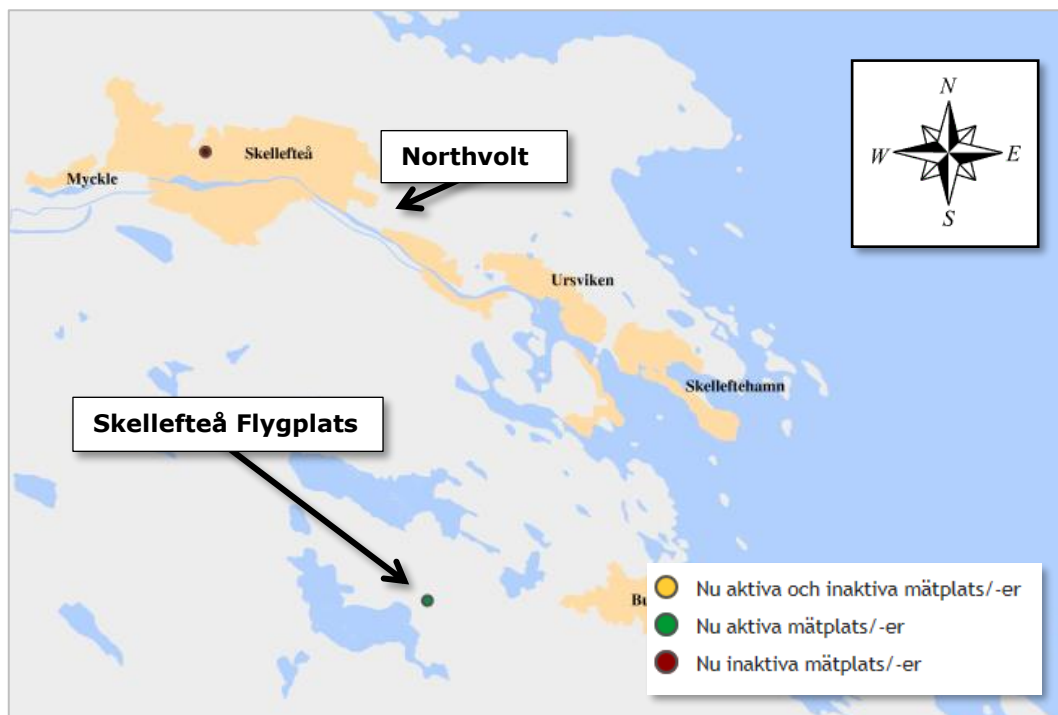 N
W
E
S
Northvolt
Skellefteå
Myckle
Ursviken
Skelleftehamn
Skellefteå Flygplats
Nu aktiva och inaktiva mätplats/-er
Nu aktiva mätplats/-er
Nu inaktiva mätplats/-er